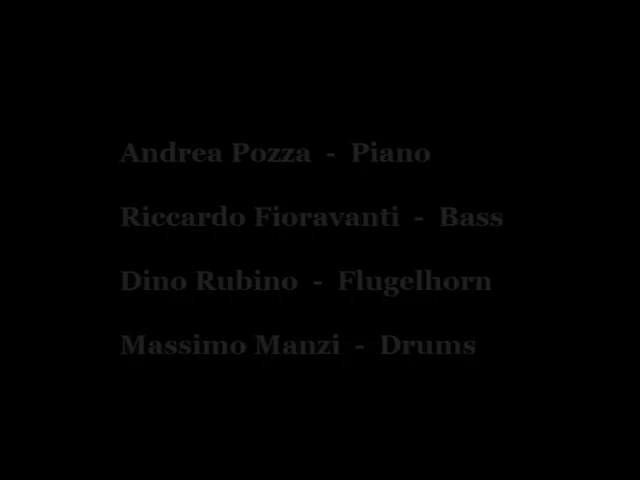 Andrea Pozza - Piano
Riccardo Fioravanti - Bass
Dino Rubino - Flugelhorn
Massimo Manzi - Drums